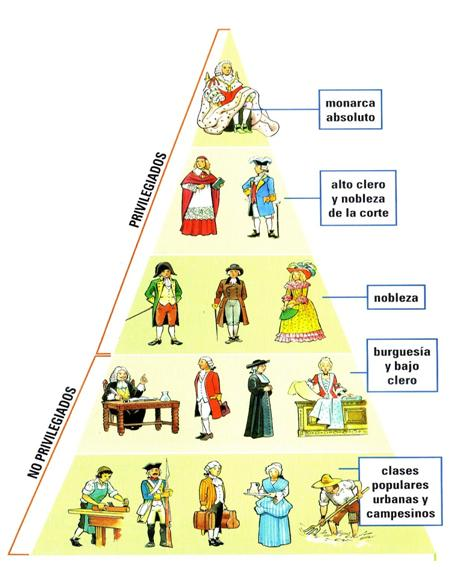 monarca
absoluto
PRIVILEGIADOS
alto clero
y nobleza
de la corte
nobleza
burguesía
y bajo
clero
NO PRIVILEGIADOS
clases
populares
urbanas y
campesinos